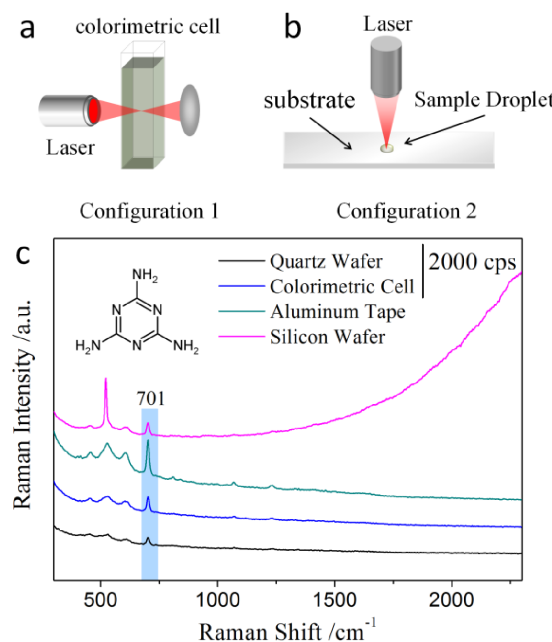 a
colorimetric cell
Laser
Configuration 1
b
Laser
substrate
Sample Droplet
Configuration 2
c
NH₂
N
N
N
H₂N
NH₂
Quartz Wafer
Colorimetric Cell
Aluminum Tape
Silicon Wafer
2000 cps
701
Raman Intensity /a.u.
500
1000
1500
2000
Raman Shift /cm⁻¹